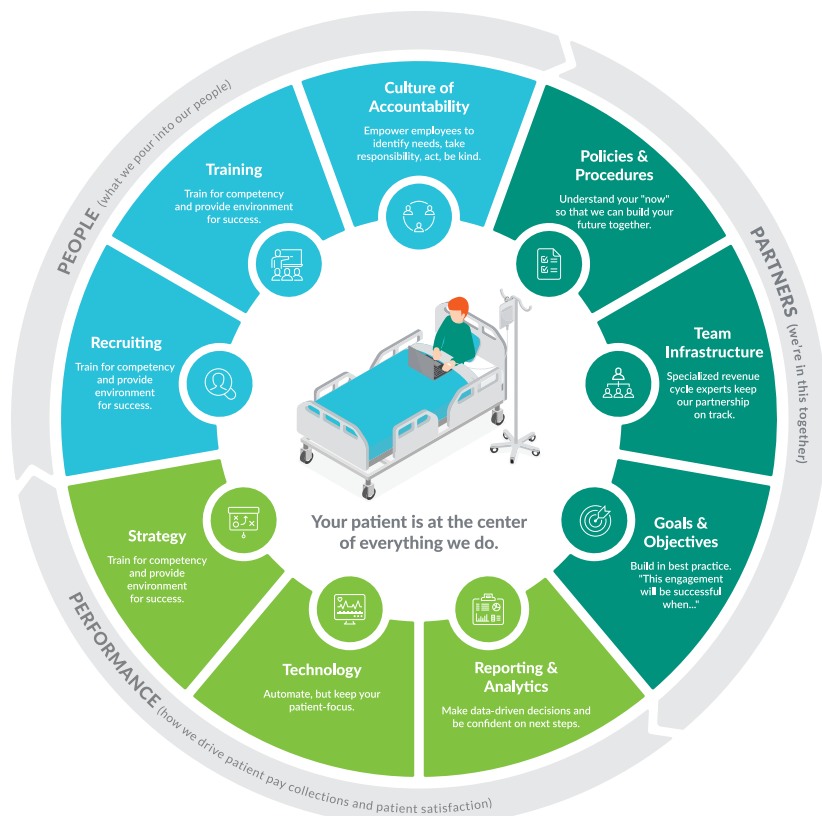 PEOPLE (what we pour into our people)
Culture of
Accountability
Empower employees to
identify needs, take
responsibility, act, be kind.
Training
Train for competency
and provide environment
for success.
Recruiting
Train for competency
and provide
environment
for success.
PARTNERS (we're in this together)
Policies &
Procedures
Understand your "now"
so that we can build your
future together.
Team
Infrastructure
Specialized revenue
cycle experts keep
our partnership
on track.
Goals &
Objectives
Build in best practice.
"This engagement
will be successful
when..."
PERFORMANCE (how we drive patient pay collections and patient satisfaction)
Reporting &
Analytics
Make data-driven decisions and
be confident on next steps.
Technology
Automate, but keep your
patient-focus.
Strategy
Train for competency
and provide
environment
for success.
Your patient is at the center
of everything we do.